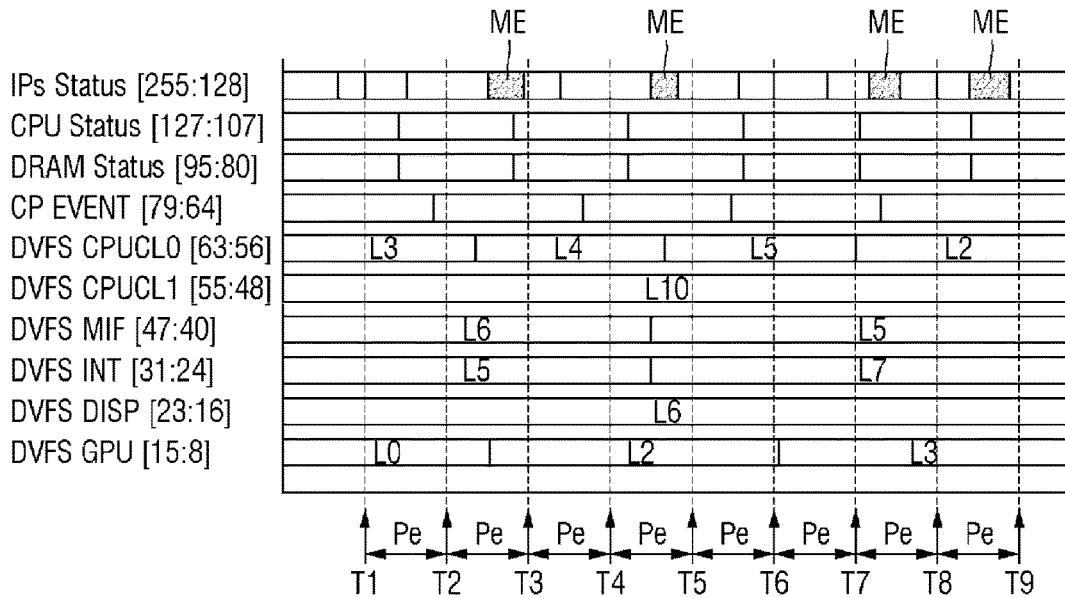 ME ME ME ME
IPs Status [255:128]
CPU Status [127:107]
DRAM Status [95:80]
CP EVENT [79:64]
DVFS CPUCL0 [63:56] L3 L4 L5 L2
DVFS CPUCL1 [55:48] L10
DVFS MIF [47:40] L6 L5
DVFS INT [31:24] L5 L7
DVFS DISP [23:16] L6
DVFS GPU [15:8] L0 L2 L3
Pe Pe Pe Pe Pe Pe Pe Pe
T1 T2 T3 T4 T5 T6 T7 T8 T9